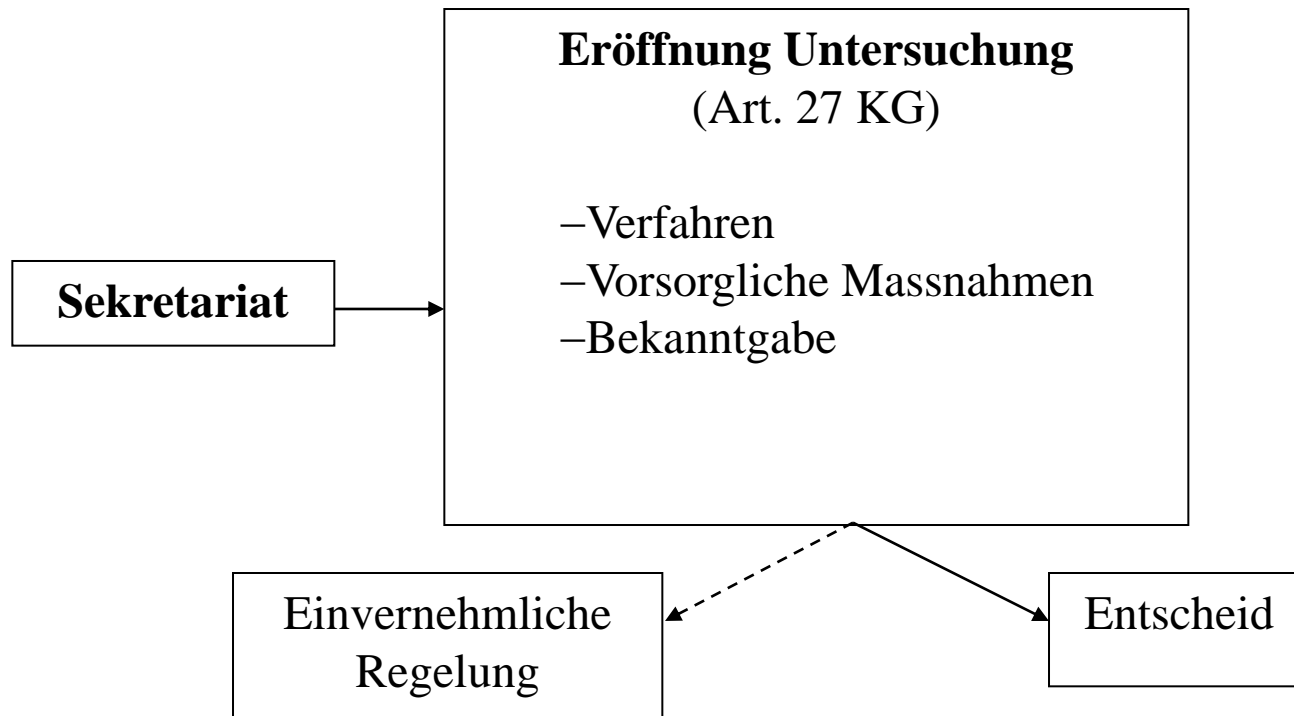 Eröffnung Untersuchung
(Art. 27 KG)
–Verfahren
–Vorsorgliche Massnahmen
–Bekanntgabe
Sekretariat
Einvernehmliche
Regelung
Entscheid